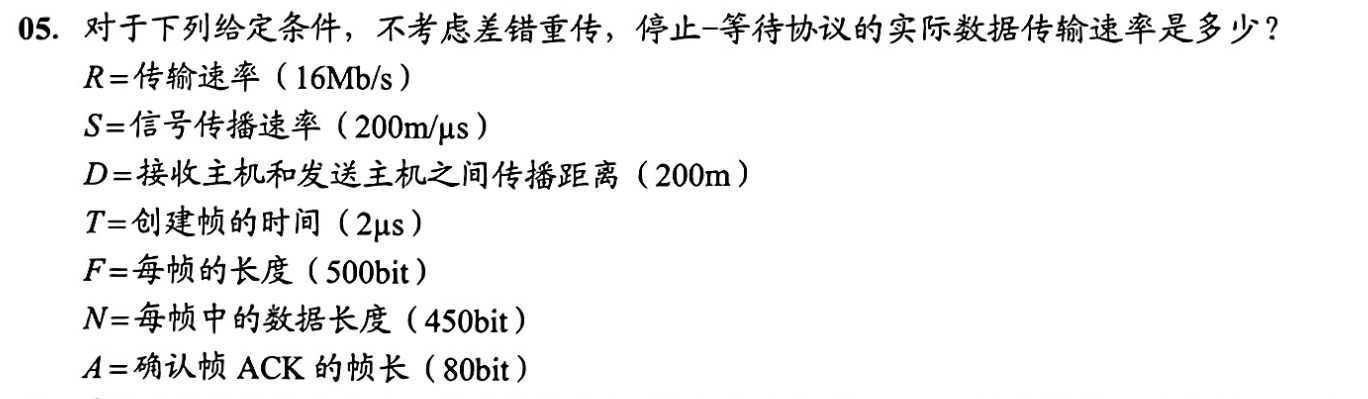 05. 对于下列给定条件，不考虑差错重传，停止-等待协议的实际数据传输速率是多少？
R=传输速率（16Mb/s）
S=信号传播速率（200m/μs）
D=接收主机和发送主机之间传播距离（200m）
T=创建帧的时间（2μs）
F=每帧的长度（500bit）
N=每帧中的数据长度（450bit）
A=确认帧 ACK 的帧长（80bit）